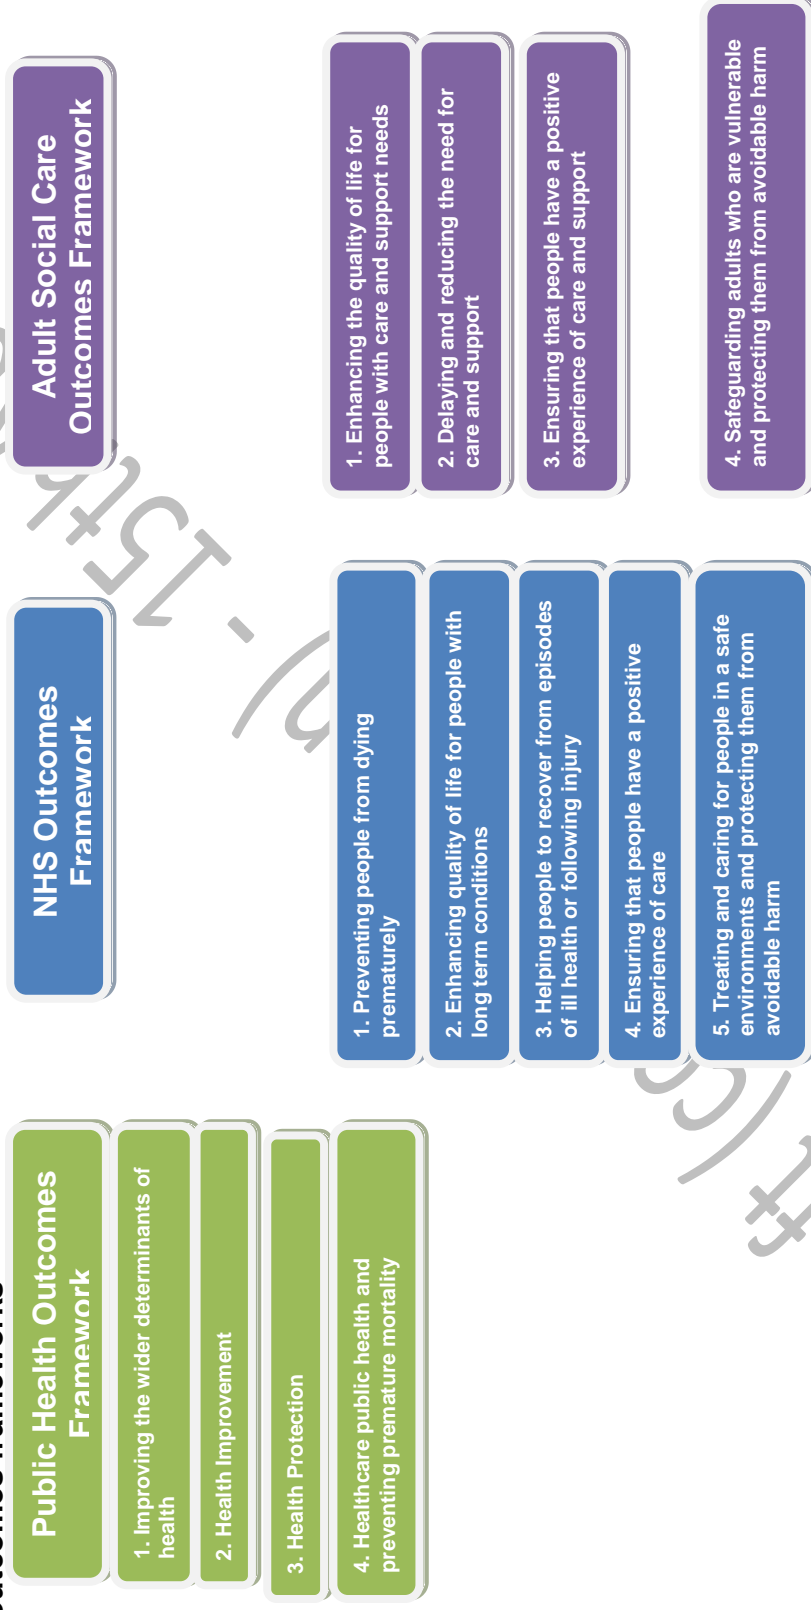 outcomes frameworks
Public Health Outcomes
Framework
1. Improving the wider determinants of
health
2. Health Improvement
3. Health Protection
4. Healthcare public health and
preventing premature mortality
NHS Outcomes
Framework
1. Preventing people from dying
prematurely
2. Enhancing quality of life for people with
long term conditions
3. Helping people to recover from episodes
of ill health or following injury
4. Ensuring that people have a positive
experience of care
5. Treating and caring for people in a safe
environments and protecting them from
avoidable harm
Adult Social Care
Outcomes Framework
1. Enhancing the quality of life for
people with care and support needs
2. Delaying and reducing the need for
care and support
3. Ensuring that people have a positive
experience of care and support
4. Safeguarding adults who are vulnerable
and protecting them from avoidable harm
- 15th